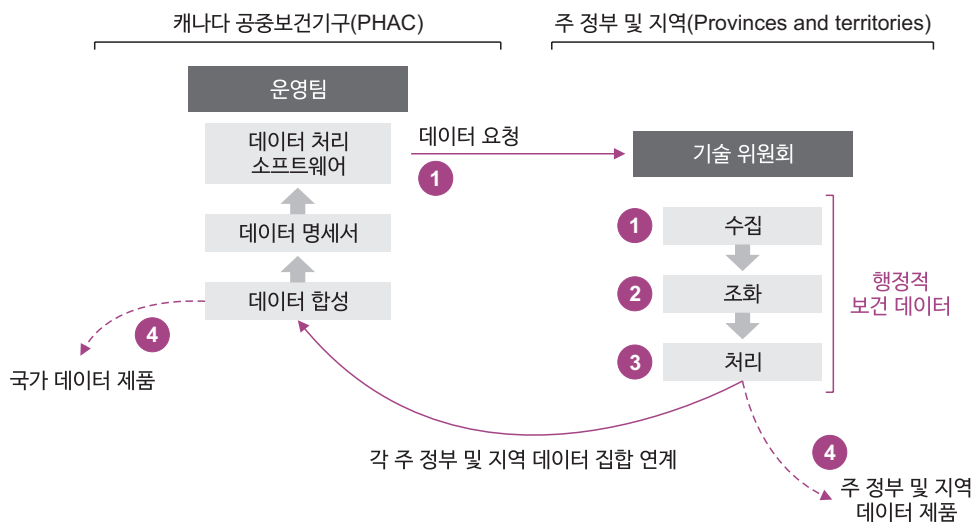 캐나다 공중보건기구(PHAC)
주 정부 및 지역(Provinces and territories)
운영팀
데이터 처리
소프트웨어
데이터 명세서
데이터 합성
4
국가 데이터 제품
데이터 요청
1
기술 위원회
1
수집
2
조화
3
처리
행정적
보건 데이터
각 주 정부 및 지역 데이터 집합 연계
4
주 정부 및 지역
데이터 제품